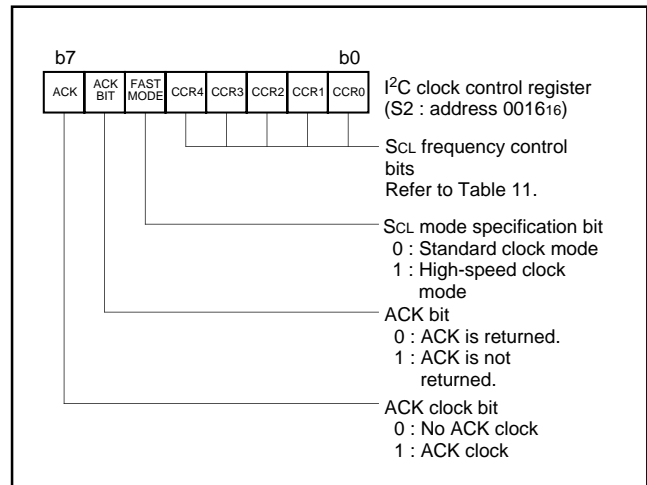 b7 b0
ACK ACK BIT FAST MODE CCR4 CCR3 CCR2 CCR1 CCR0
I²C clock control register
(S2 : address 001616)
SCL frequency control
bits
Refer to Table 11.
SCL mode specification bit
0 : Standard clock mode
1 : High-speed clock
mode
ACK bit
0 : ACK is returned.
1 : ACK is not
returned.
ACK clock bit
0 : No ACK clock
1 : ACK clock